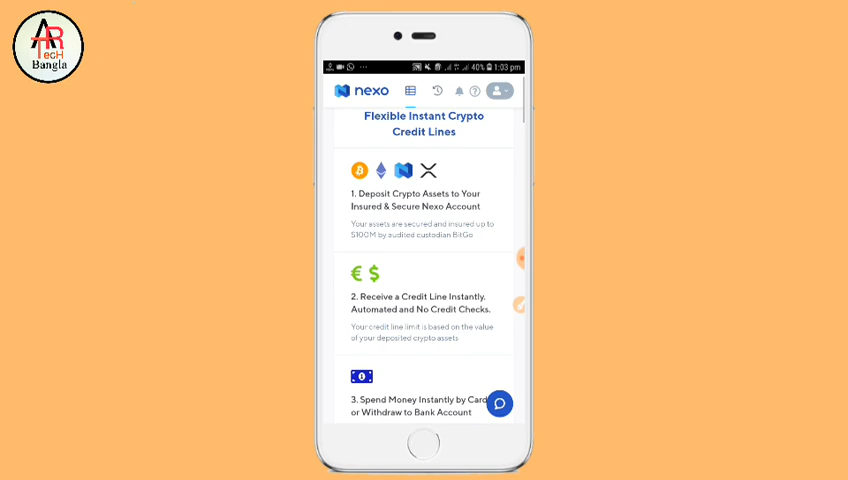 AR
Tech
Bangla
40% 1:03 pm
nexo
Flexible Instant Crypto
Credit Lines
1. Deposit Crypto Assets to Your
Insured & Secure Nexo Account
Your assets are secured and insured up to
$100M by audited custodian BitGo
2. Receive a Credit Line Instantly.
Automated and No Credit Checks.
Your credit line limit is based on the value
of your deposited crypto assets
3. Spend Money Instantly by Card
or Withdraw to Bank Account